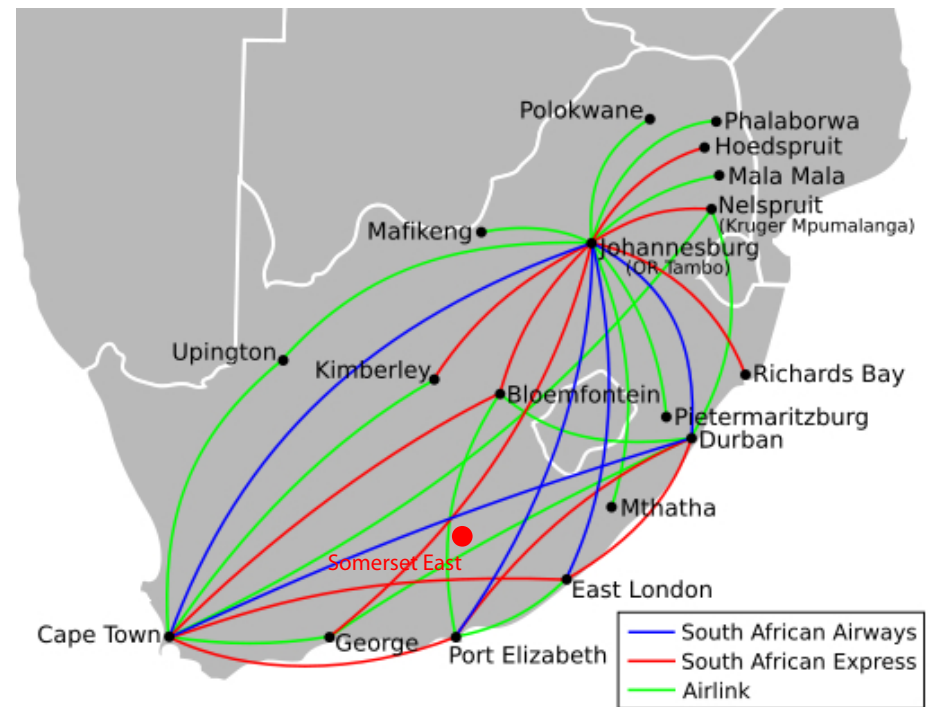 Polokwane
Phalaborwa
Hoedspruit
Mala Mala
Nelspruit
(Kruger Mpumalanga)
Mafikeng
Johannesburg
(OR Tambo)
Upington
Kimberley
Richards Bay
Bloemfontein
Pietermaritzburg
Durban
Mthatha
Somerset East
East London
Cape Town
George
Port Elizabeth
South African Airways
South African Express
Airlink